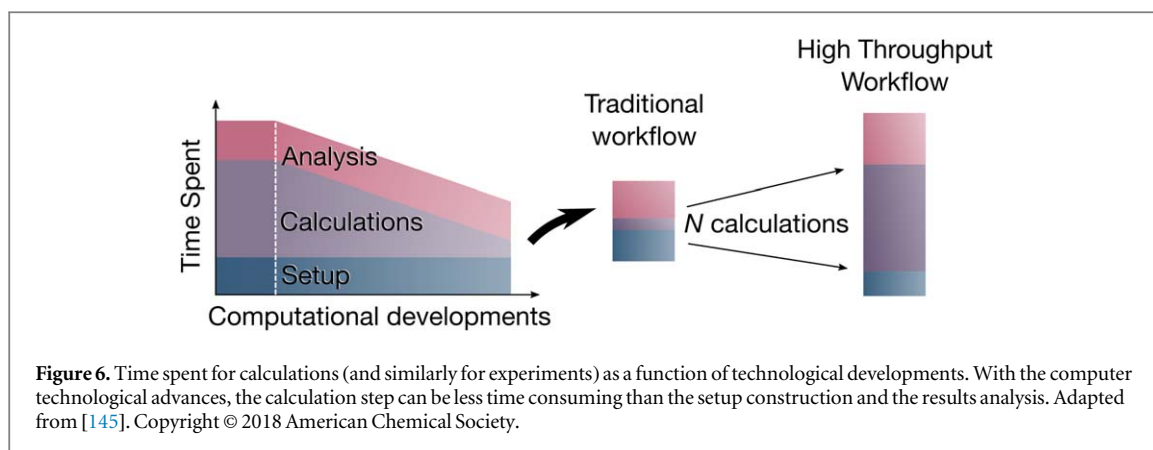 High Throughput
Workflow
Traditional
workflow
Time Spent
Analysis
Calculations
Setup
N calculations
Computational developments
Figure 6. Time spent for calculations (and similarly for experiments) as a function of technological developments. With the computer
technological advances, the calculation step can be less time consuming than the setup construction and the results analysis. Adapted
from [145]. Copyright © 2018 American Chemical Society.